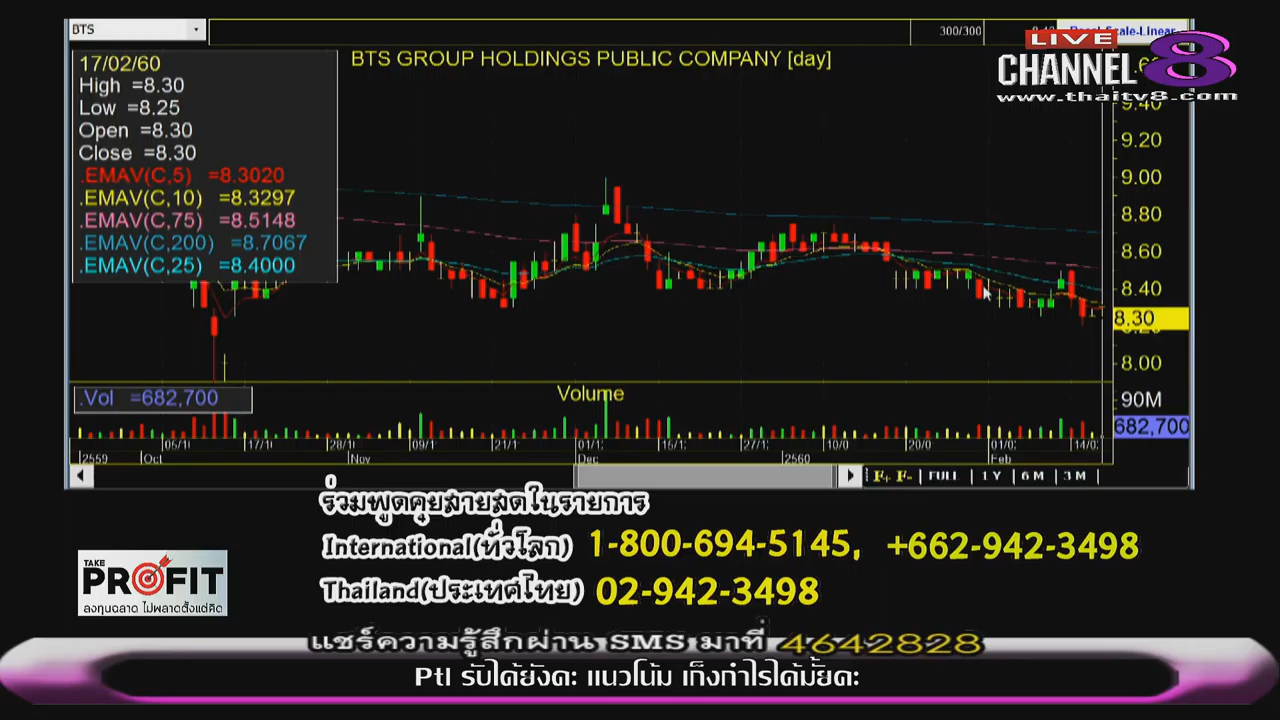 BTS
300/300
LIVE
CHANNEL 8
www.thaitv8.com
BTS GROUP HOLDINGS PUBLIC COMPANY [day]
17/02/60
High =8.30
Low =8.25
Open =8.30
Close =8.30
.EMAV(C,5) =8.3020
.EMAV(C,10) =8.3297
.EMAV(C,75) =8.5148
.EMAV(C,200) =8.7067
.EMAV(C,25) =8.4000
9.40
9.20
9.00
8.80
8.60
8.40
8.30
8.00
.Vol =682,700
Volume
90M
682,700
2559 Oct Nov Dec 2560 Feb
F+ F- FULL 1 Y 6 M 3 M
ร่วมพูดคุยสายสดในรายการ
International(ทั่วโลก) 1-800-694-5145, +662-942-3498
Thailand(ประเทศไทย) 02-942-3498
TAKE
PROFIT
ลงทุนฉลาด ไม่พลาดตั้งแต่คิด
แชร์ความรู้สึกผ่าน SMS มาที่ 4642828
Ptl รับได้ยังคะ แนวโน้ม เก็งกำไรได้มั้ยคะ